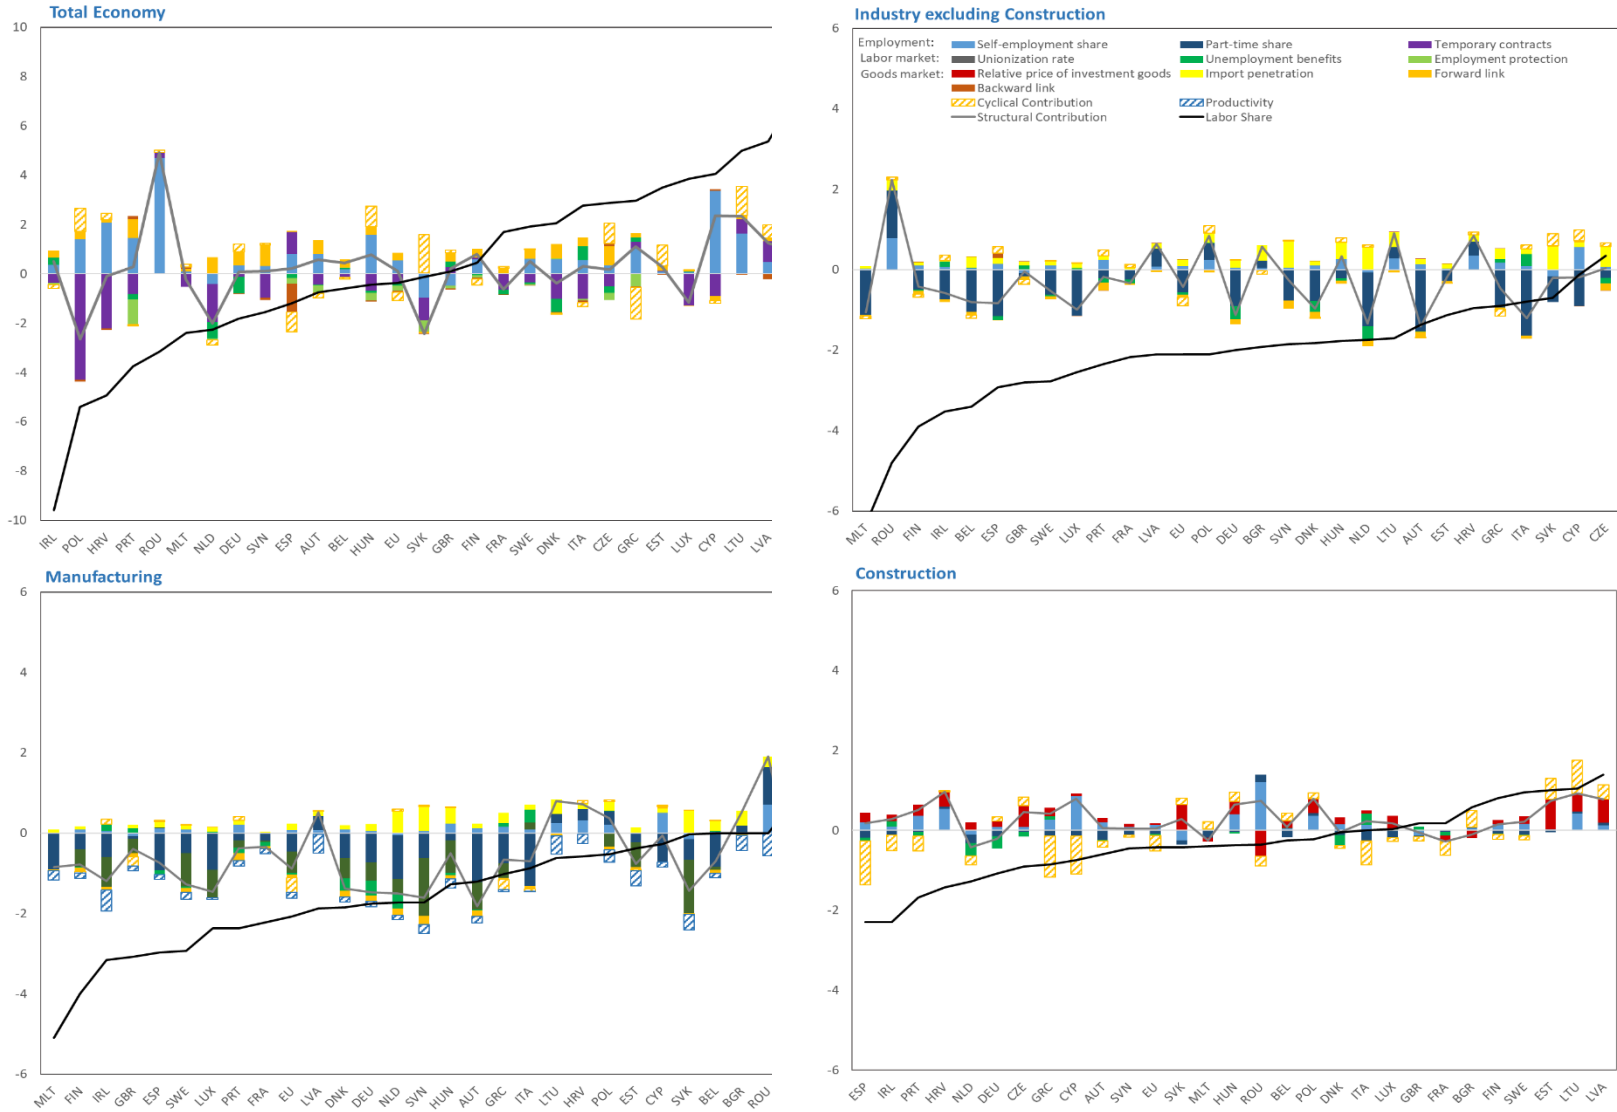 Total Economy
10
8
6
4
2
0
-2
-4
-6
-8
-10
IRL POL HRV PRT ROU MLT NLD DEU SVN ESP AUT BEL HUN EU SVK GBR FIN FRA SWE DNK ITA CZE GRC EST LUX CYP LTU LVA
Industry excluding Construction
6
Employment: Self-employment share Part-time share Temporary contracts
Labor market: Unionization rate Unemployment benefits Employment protection
Goods market: Relative price of investment goods Import penetration Forward link
Backward link
Cyclical Contribution Productivity
Structural Contribution Labor Share
4
2
0
-2
-4
-6
MLT ROU FIN IRL BEL ESP GBR SWE LUX PRT FRA LVA EU POL DEU BGR SVN DNK HUN NLD LTU AUT EST HRV GRC ITA SVK CYP CZE
Manufacturing
6
4
2
0
-2
-4
-6
MLT FIN IRL GBR ESP SWE LUX PRT FRA EU LVA DNK DEU NLD SVN HUN AUT GRC ITA LTU HRV POL EST CYP SVK BEL BGR ROU
Construction
6
4
2
0
-2
-4
-6
ESP IRL PRT HRV NLD DEU CZE GRC CYP AUT SVN EU SVK MLT HUN ROU BEL POL DNK ITA LUX GBR FRA BGR FIN SWE EST LTU LVA